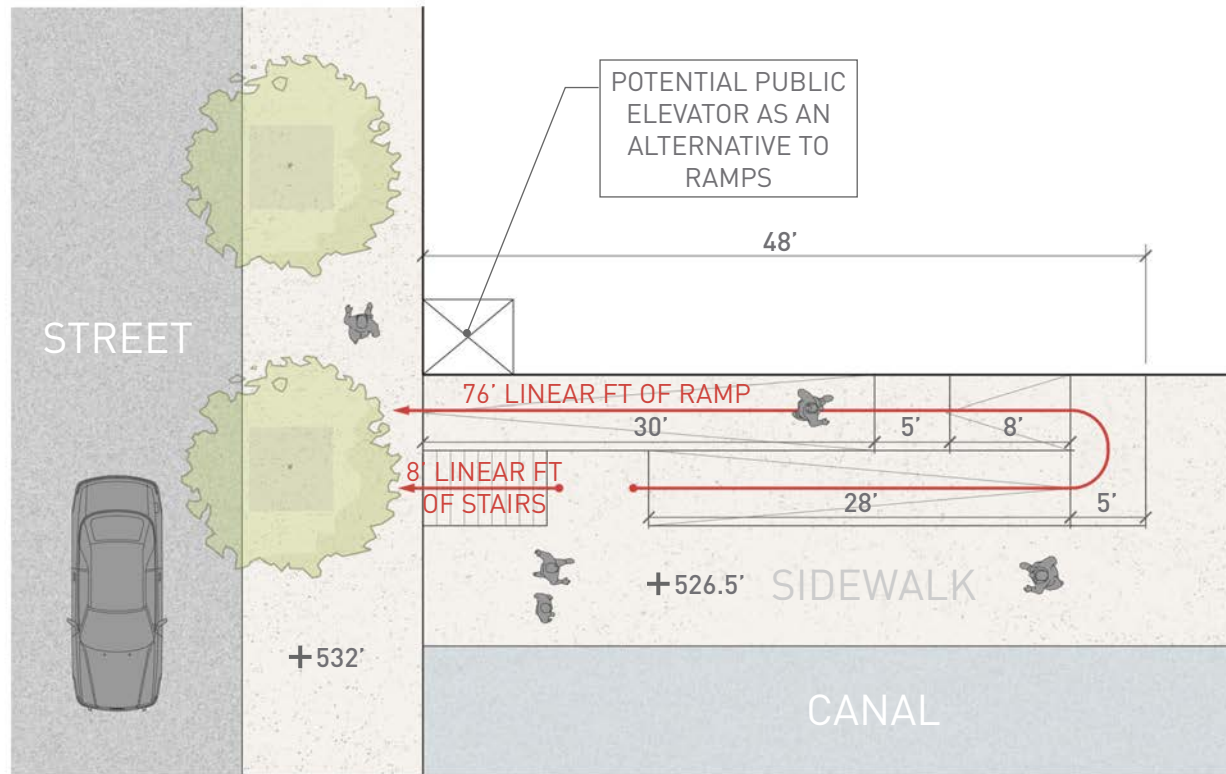 POTENTIAL PUBLIC
ELEVATOR AS AN
ALTERNATIVE TO
RAMPS
48’
STREET
76’ LINEAR FT OF RAMP
30’
5’
8’
8’ LINEAR FT
OF STAIRS
28’
5’
526.5’
SIDEWALK
532’
CANAL